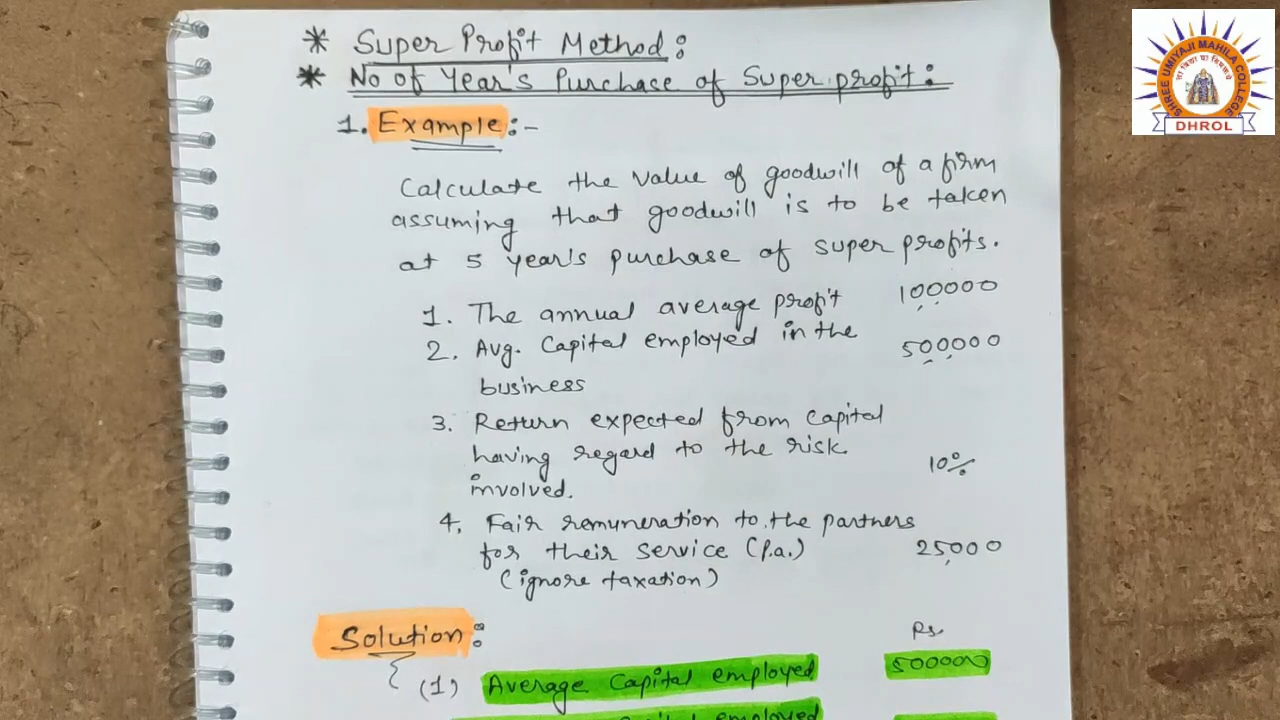 * Super Profit Method:
* No of Year's Purchase of Super profit:
1. Example:-
Calculate the value of goodwill of a firm
assuming that goodwill is to be taken
at 5 year's purchase of super profits.
1. The annual average profit 100000
2. Avg. Capital employed in the 500000
business
3. Return expected from capital
having regard to the risk
involved. 10%
4. Fair remuneration to the partners
for their service (p.a.) 25000
(ignore taxation)
Solution: Rs.
(1) Average Capital employed 500000
SHREE UMIYAJI MAHILA COLLEGE
DHROL